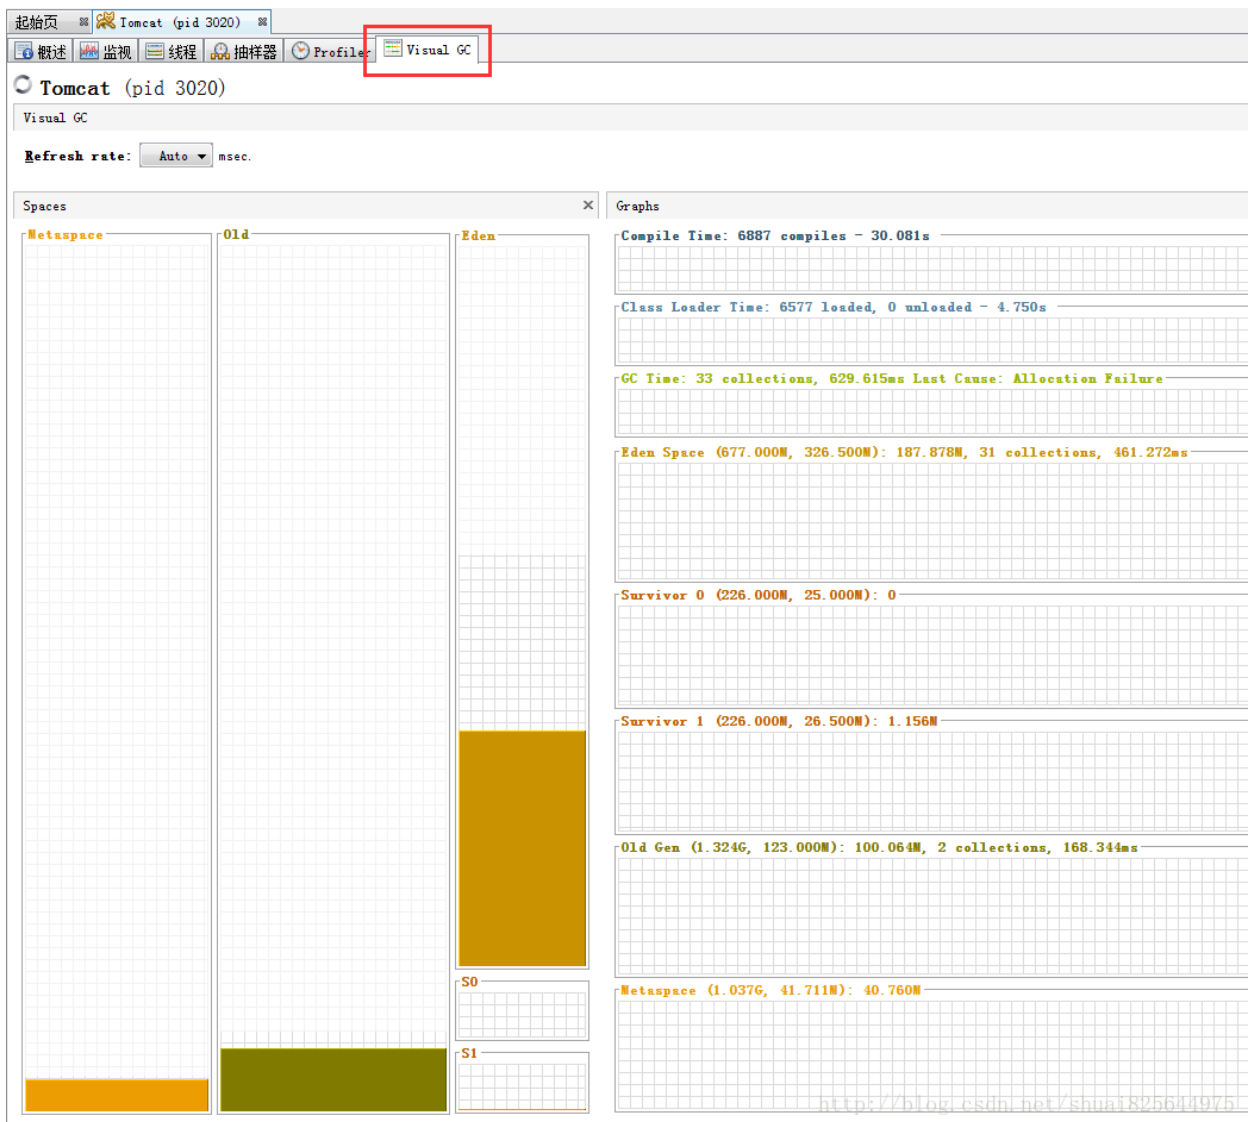 起始页 Tomcat (pid 3020)
概述 监视 线程 抽样器 Profiler Visual GC
Tomcat (pid 3020)
Visual GC
Refresh rate: Auto msec.
Spaces
Metaspace Old Eden
S0
S1
Graphs
Compile Time: 6887 compiles - 30.081s
Class Loader Time: 6577 loaded, 0 unloaded - 4.750s
GC Time: 33 collections, 629.615ms Last Cause: Allocation Failure
Eden Space (677.000M, 326.500M): 187.878M, 31 collections, 461.272ms
Survivor 0 (226.000M, 25.000M): 0
Survivor 1 (226.000M, 26.500M): 1.156M
Old Gen (1.324G, 123.000M): 100.064M, 2 collections, 168.344ms
Metaspace (1.037G, 41.711M): 40.760M
http://blog.csdn.net/shuai825644975